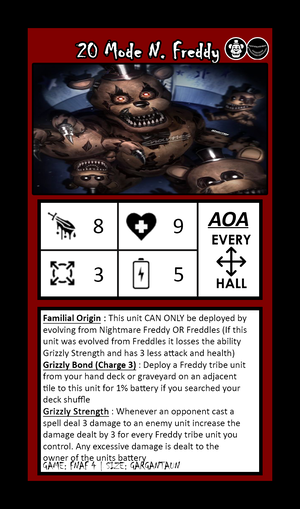 20 Mode N. Freddy
8
9
AOA
EVERY
HALL
3
5
Familial Origin : This unit CAN ONLY be deployed by
evolving from Nightmare Freddy OR Freddles (If this
unit was evolved from Freddles it losses the ability
Grizzly Strength and has 3 less attack and health)
Grizzly Bond (Charge 3) : Deploy a Freddy tribe unit
from your hand deck or graveyard on an adjacent
tile to this unit for 1% battery if you searched your
deck shuffle
Grizzly Strength : Whenever an opponent cast a
spell deal 3 damage to an enemy unit increase the
damage dealt by 3 for every Freddy tribe unit you
control. Any excessive damage is dealt to the
owner of the units battery
GAME: FNAF 4 | SIZE: GARGANTAUN